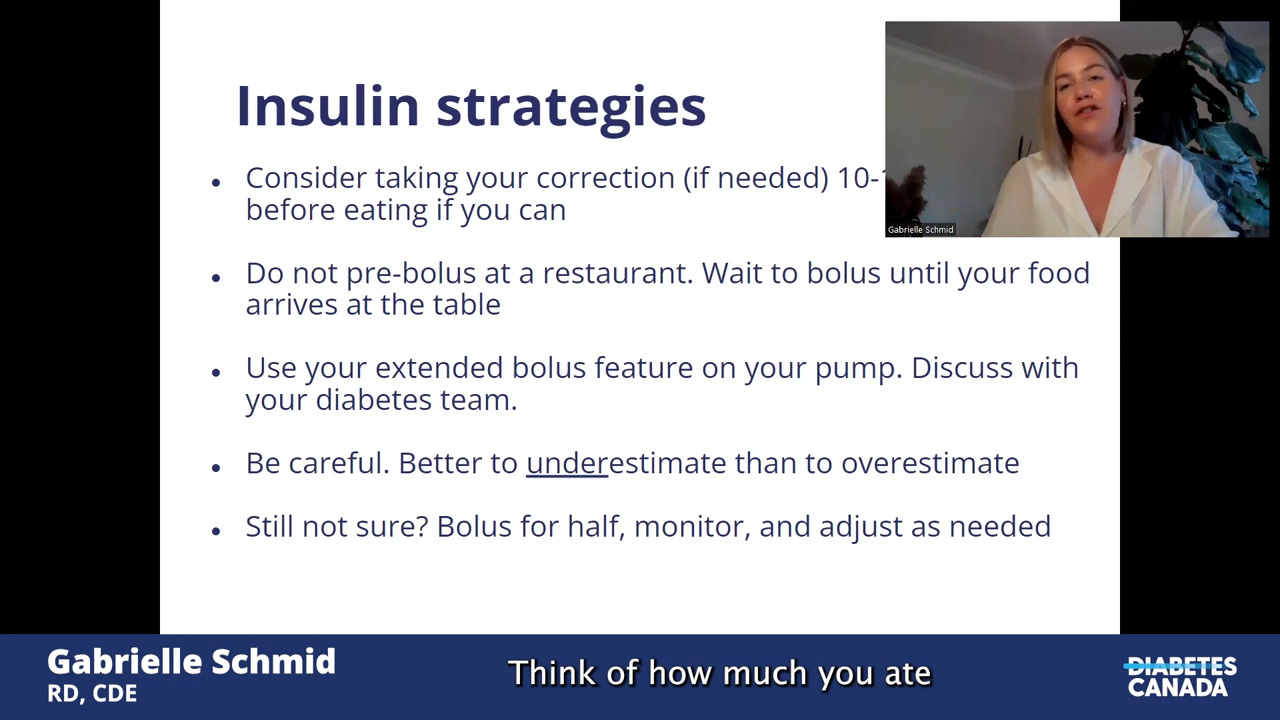 Insulin strategies
• Consider taking your correction (if needed) 10-
before eating if you can
• Do not pre-bolus at a restaurant. Wait to bolus until your food
arrives at the table
• Use your extended bolus feature on your pump. Discuss with
your diabetes team.
• Be careful. Better to underestimate than to overestimate
• Still not sure? Bolus for half, monitor, and adjust as needed
Gabrielle Schmid
Gabrielle Schmid
RD, CDE
Think of how much you ate
DIABETES
CANADA